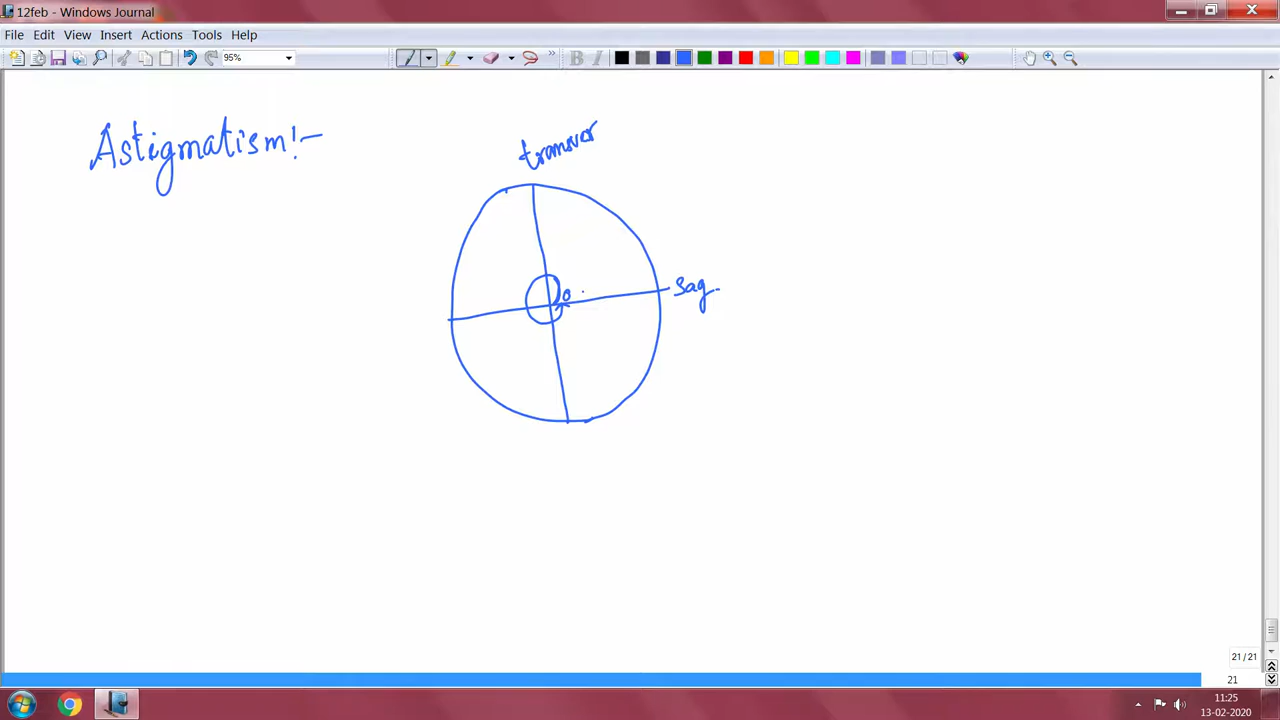 12feb - Windows Journal
File Edit View Insert Actions Tools Help
95%
Astigmatism:-
Sag.
21 / 21
21
11:25
13-02-2020